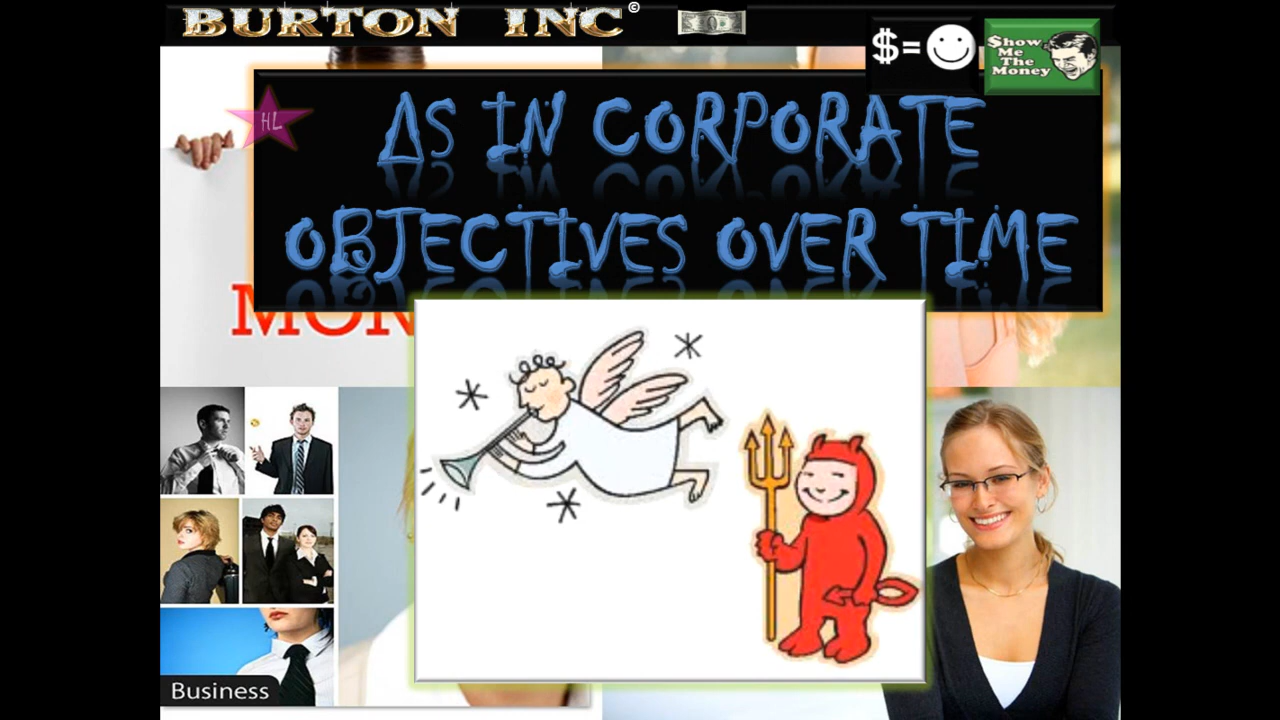 BURTON INC©
$=
Show
Me
The
Money
HL
ΔS IN CORPORATE
OBJECTIVES OVER TIME
MON
Business